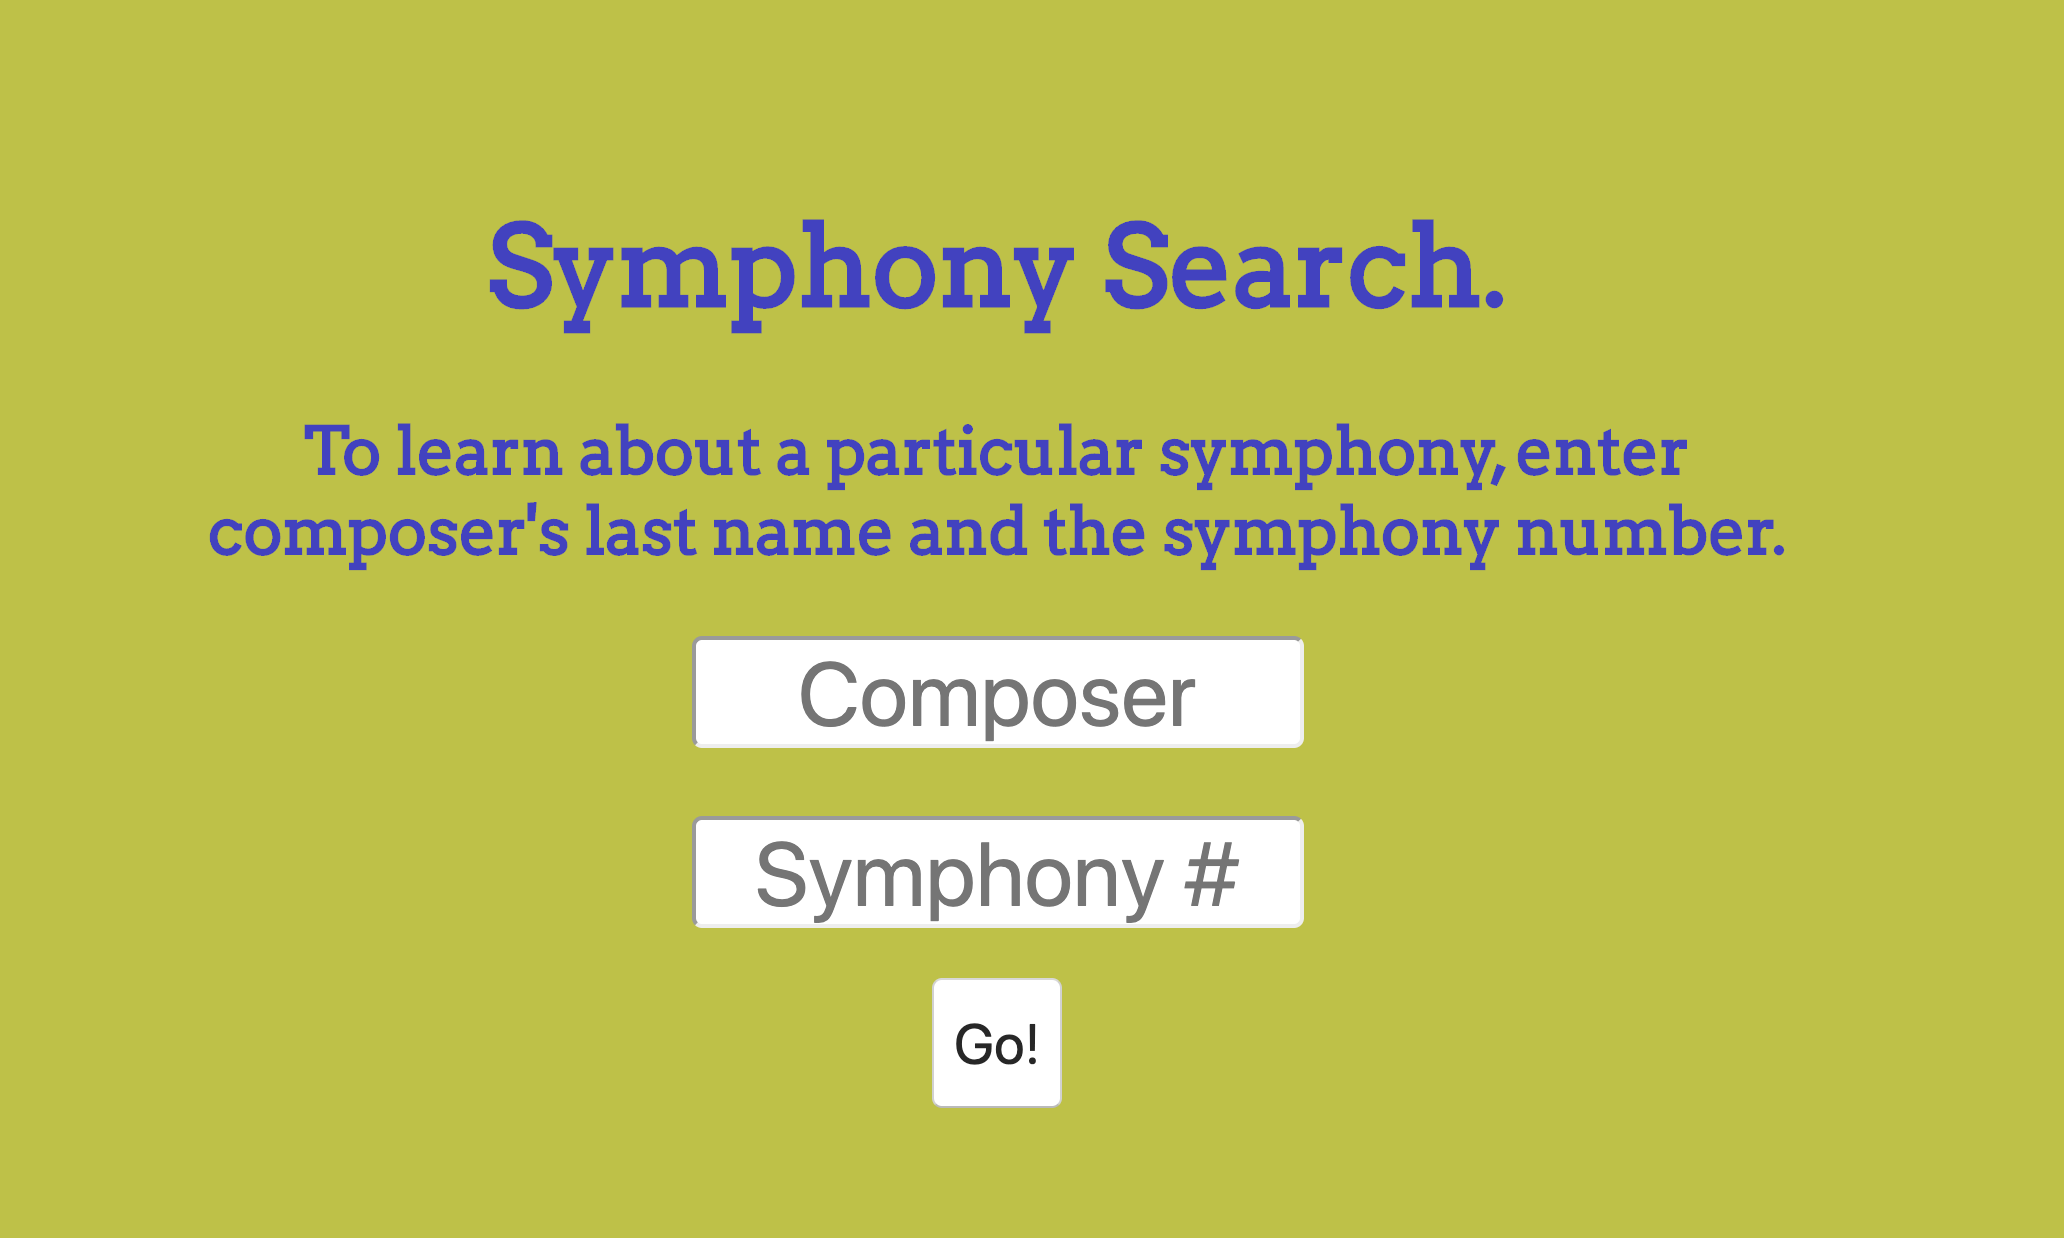 Symphony Search.
To learn about a particular symphony, enter
composer's last name and the symphony number.
Composer
Symphony #
Go!